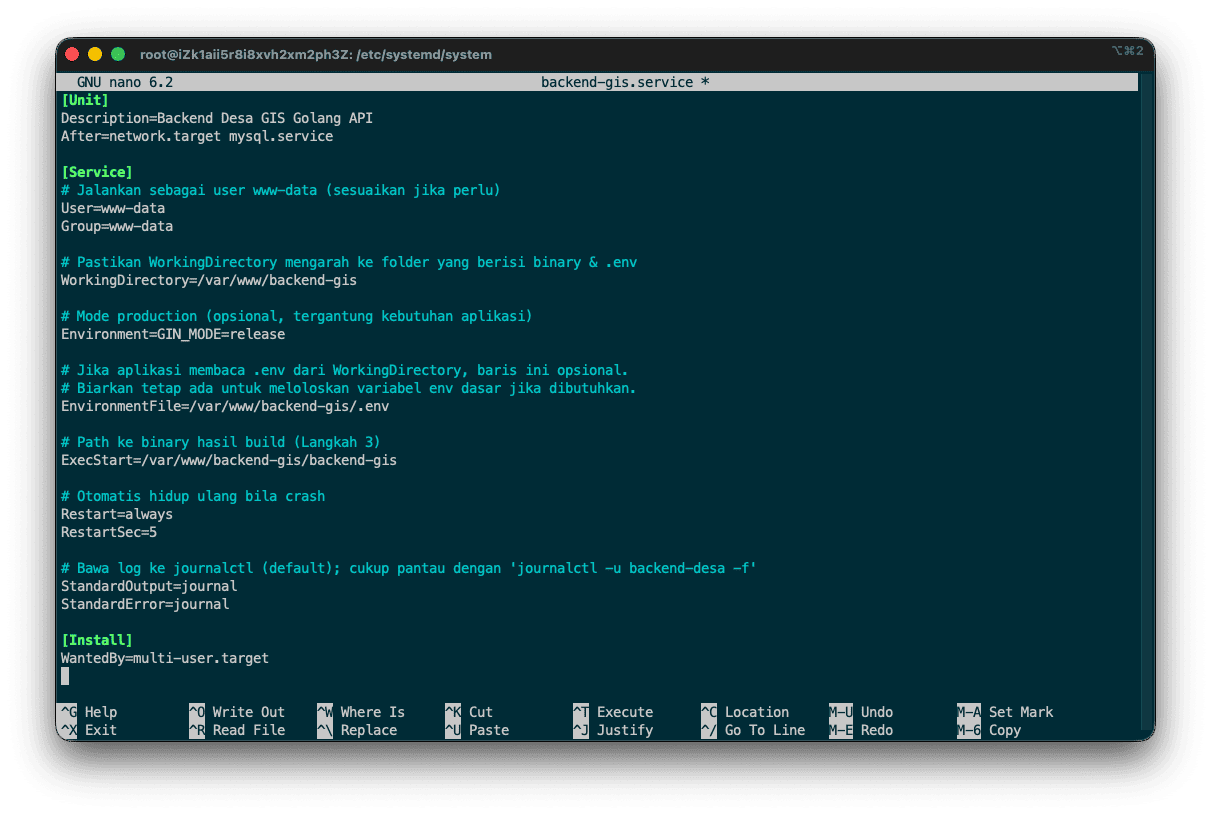 root@iZk1aii5r8i8xvh2xm2ph3Z: /etc/systemd/system
⌥⌘2
GNU nano 6.2 backend-gis.service *
[Unit]
Description=Backend Desa GIS Golang API
After=network.target mysql.service
[Service]
# Jalankan sebagai user www-data (sesuaikan jika perlu)
User=www-data
Group=www-data
# Pastikan WorkingDirectory mengarah ke folder yang berisi binary & .env
WorkingDirectory=/var/www/backend-gis
# Mode production (opsional, tergantung kebutuhan aplikasi)
Environment=GIN_MODE=release
# Jika aplikasi membaca .env dari WorkingDirectory, baris ini opsional.
# Biarkan tetap ada untuk meloloskan variabel env dasar jika dibutuhkan.
EnvironmentFile=/var/www/backend-gis/.env
# Path ke binary hasil build (Langkah 3)
ExecStart=/var/www/backend-gis/backend-gis
# Otomatis hidup ulang bila crash
Restart=always
RestartSec=5
# Bawa log ke journalctl (default); cukup pantau dengan 'journalctl -u backend-desa -f'
StandardOutput=journal
StandardError=journal
[Install]
WantedBy=multi-user.target
^G Help ^O Write Out ^W Where Is ^K Cut ^T Execute ^C Location M-U Undo M-A Set Mark
^X Exit ^R Read File ^\ Replace ^U Paste ^J Justify ^/ Go To Line M-E Redo M-6 Copy